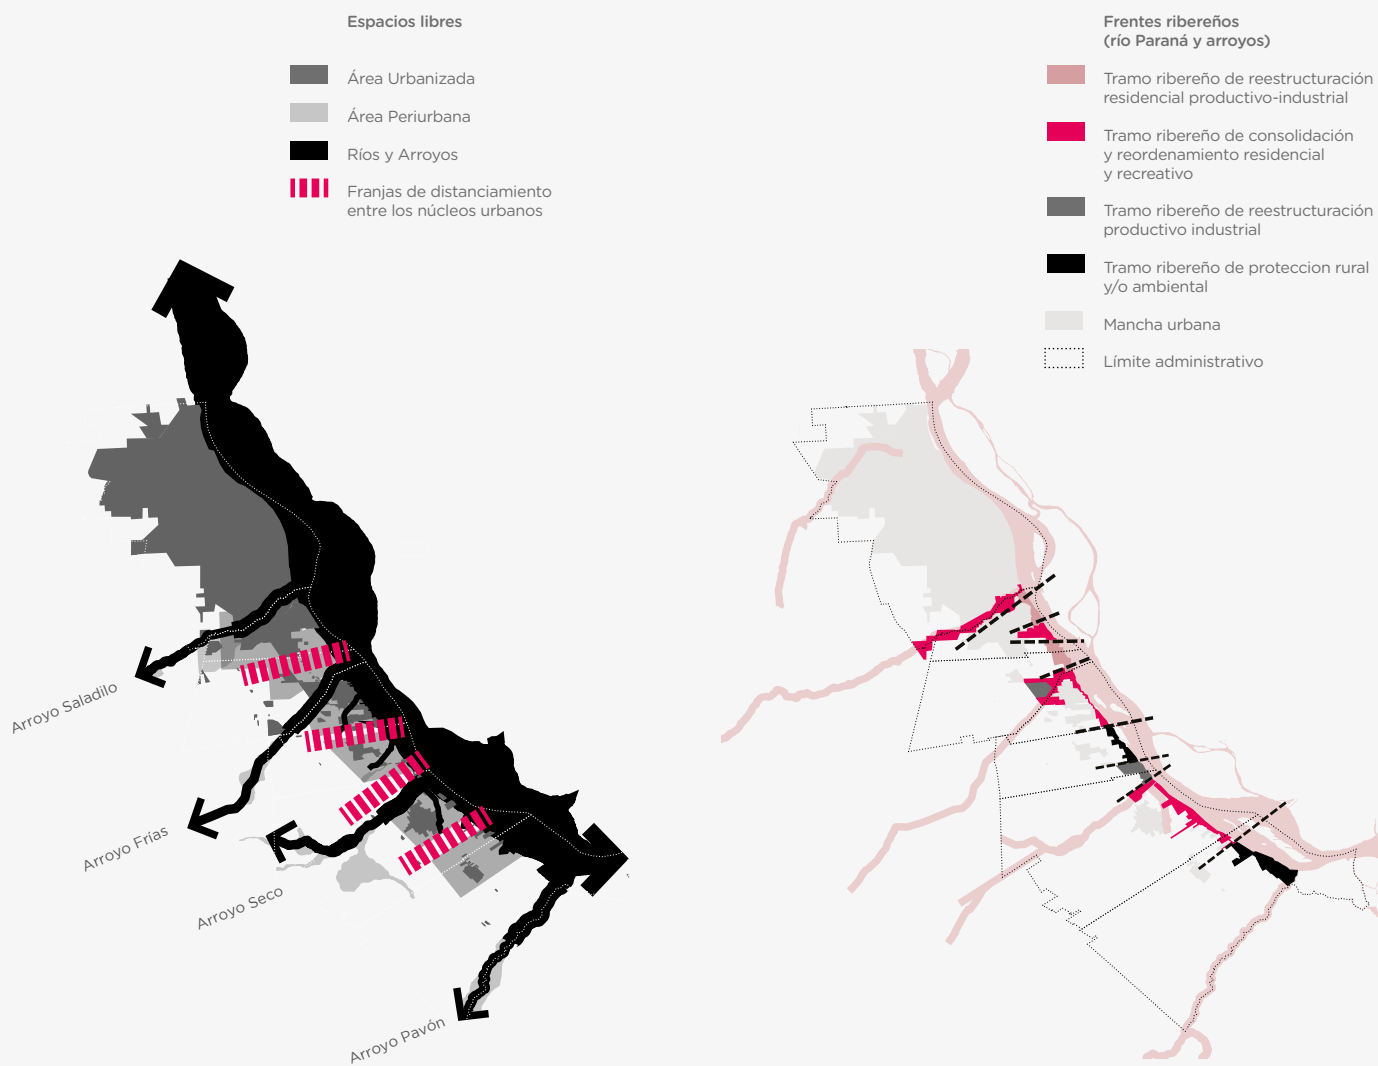 Espacios libres
Área Urbanizada
Área Periurbana
Ríos y Arroyos
Franjas de distanciamiento
entre los núcleos urbanos
Arroyo Saladilo
Arroyo Frías
Arroyo Seco
Arroyo Pavón
Frentes ribereños
(río Paraná y arroyos)
Tramo ribereño de reestructuración
residencial productivo-industrial
Tramo ribereño de consolidación
y reordenamiento residencial
y recreativo
Tramo ribereño de reestructuración
productivo industrial
Tramo ribereño de proteccion rural
y/o ambiental
Mancha urbana
Límite administrativo